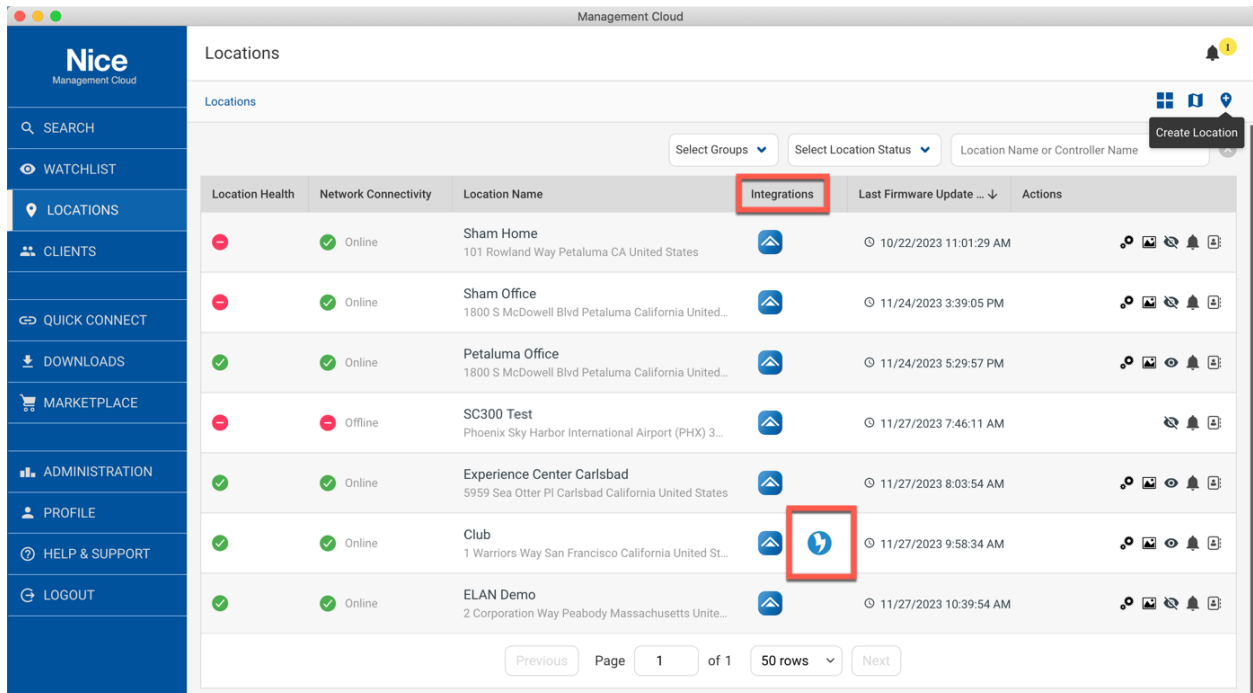 Management Cloud
Nice
Management Cloud
Locations
1
Locations
Create Location
SEARCH
WATCHLIST
LOCATIONS
CLIENTS
QUICK CONNECT
DOWNLOADS
MARKETPLACE
ADMINISTRATION
PROFILE
HELP & SUPPORT
LOGOUT
Select Groups Select Location Status Location Name or Controller Name
Location Health Network Connectivity Location Name Integrations Last Firmware Update ... Actions
Online Sham Home 10/22/2023 11:01:29 AM
101 Rowland Way Petaluma CA United States
Online Sham Office 11/24/2023 3:39:05 PM
1800 S McDowell Blvd Petaluma California United...
Online Petaluma Office 11/24/2023 5:29:57 PM
1800 S McDowell Blvd Petaluma California United...
Offline SC300 Test 11/27/2023 7:46:11 AM
Phoenix Sky Harbor International Airport (PHX) 3...
Online Experience Center Carlsbad 11/27/2023 8:03:54 AM
5959 Sea Otter Pl Carlsbad California United States
Online Club 11/27/2023 9:58:34 AM
1 Warriors Way San Francisco California United St...
Online ELAN Demo 11/27/2023 10:39:54 AM
2 Corporation Way Peabody Massachusetts Unite...
Previous Page 1 of 1 50 rows Next